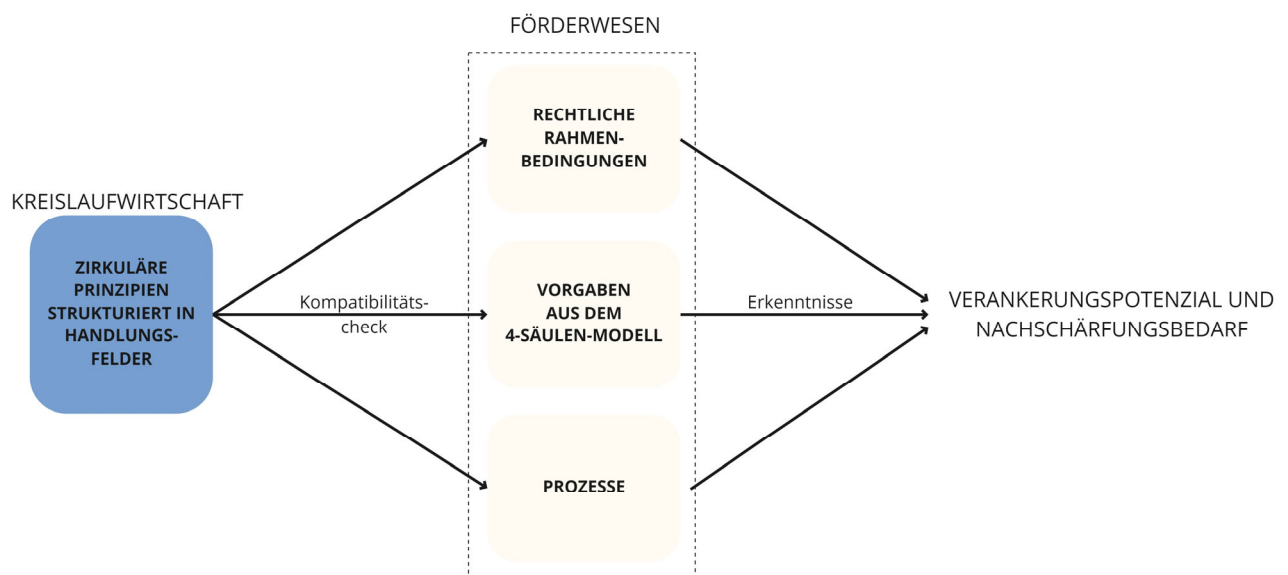 FÖRDERWESEN
RECHTLICHE
RAHMEN-
BEDINGUNGEN
KREISLAUFWIRTSCHAFT
ZIRKULÄRE
PRINZIPIEN
STRUKTURIERT IN
HANDLUNGS-
FELDER
Kompatibilitäts-
check
VORGABEN
AUS DEM
4-SÄULEN-MODELL
Erkenntnisse
VERANKERUNGSPOTENZIAL UND
NACHSCHÄRFUNGSBEDARF
PROZESSE